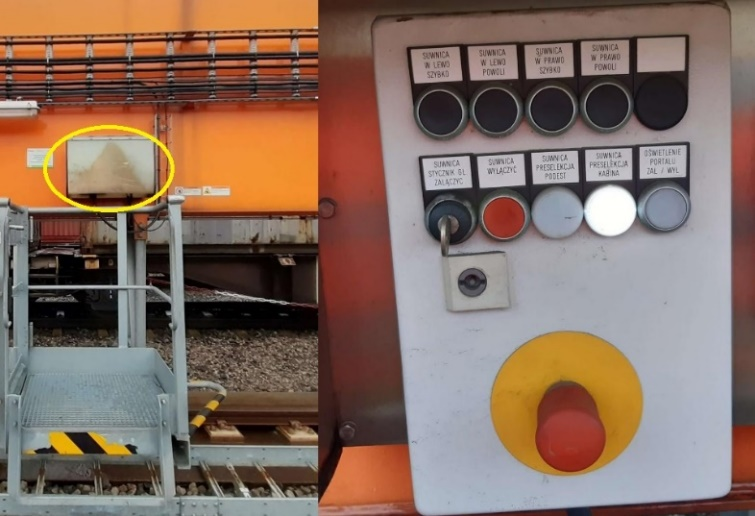 SUWNICA
W LEWO
SZYBKO
SUWNICA
W LEWO
POWOLI
SUWNICA
W PRAWO
SZYBKO
SUWNICA
W PRAWO
POWOLI
SUWNICA
STYCZNIK GŁ.
ZAŁĄCZYĆ
SUWNICA
WYŁĄCZYĆ
SUWNICA
PRESELEKCJA
PODEST
SUWNICA
PRESELEKCJA
KABINA
OŚWIETLENIE
PORTALU
ZAŁ / WYŁ